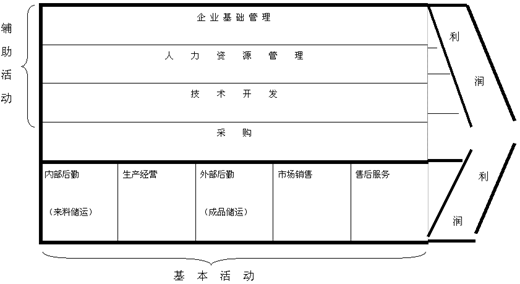 企业基础管理
人力资源管理
技术开发
采购
辅助活动
内部后勤
（来料储运）
生产经营
外部后勤
（成品储运）
市场销售
售后服务
利润
利润
基本活动